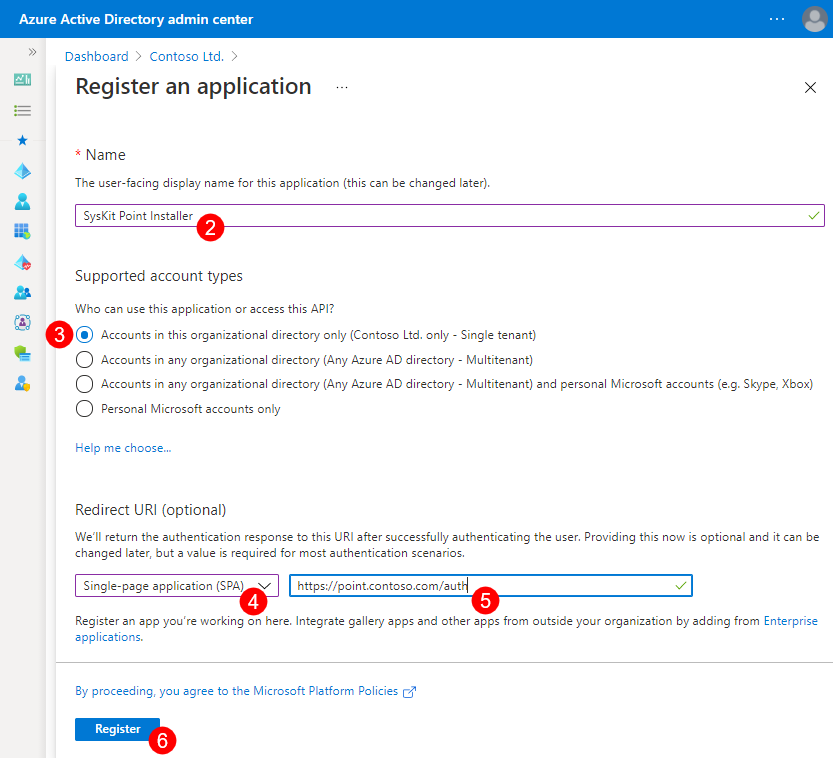 Azure Active Directory admin center
Dashboard > Contoso Ltd. >
Register an application ...
* Name
The user-facing display name for this application (this can be changed later).
SysKit Point Installer
2
Supported account types
Who can use this application or access this API?
3
Accounts in this organizational directory only (Contoso Ltd. only - Single tenant)
Accounts in any organizational directory (Any Azure AD directory - Multitenant)
Accounts in any organizational directory (Any Azure AD directory - Multitenant) and personal Microsoft accounts (e.g. Skype, Xbox)
Personal Microsoft accounts only
Help me choose...
Redirect URI (optional)
We'll return the authentication response to this URI after successfully authenticating the user. Providing this now is optional and it can be
changed later, but a value is required for most authentication scenarios.
Single-page application (SPA)
4
https://point.contoso.com/auth
5
Register an app you're working on here. Integrate gallery apps and other apps from outside your organization by adding from Enterprise
applications.
By proceeding, you agree to the Microsoft Platform Policies
Register
6